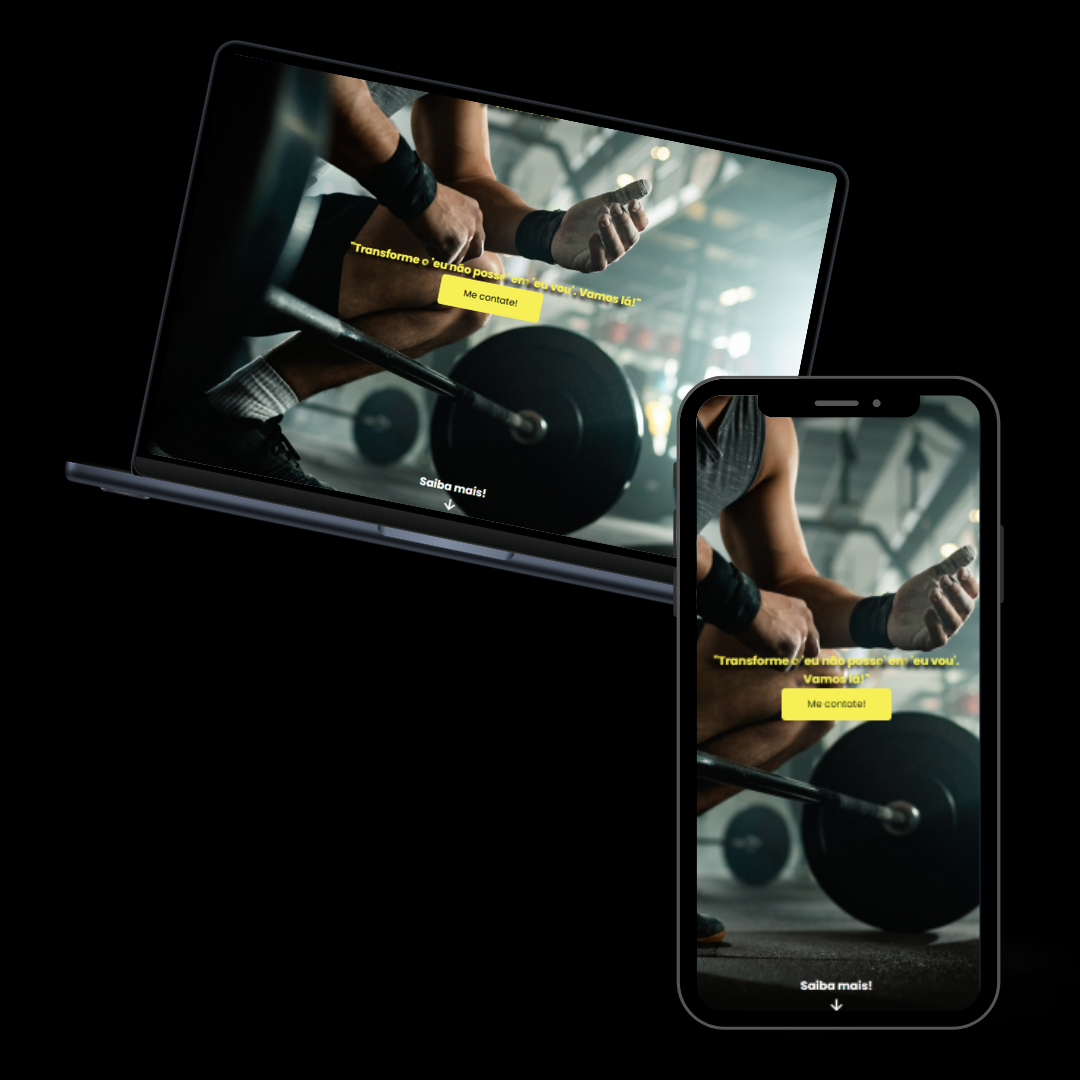 "Transforme o 'eu não posso' em 'eu vou'. Vamos lá!"
Me contate!
Saiba mais!
"Transforme o 'eu não posso' em 'eu vou'.
Vamos lá!"
Me contate!
Saiba mais!